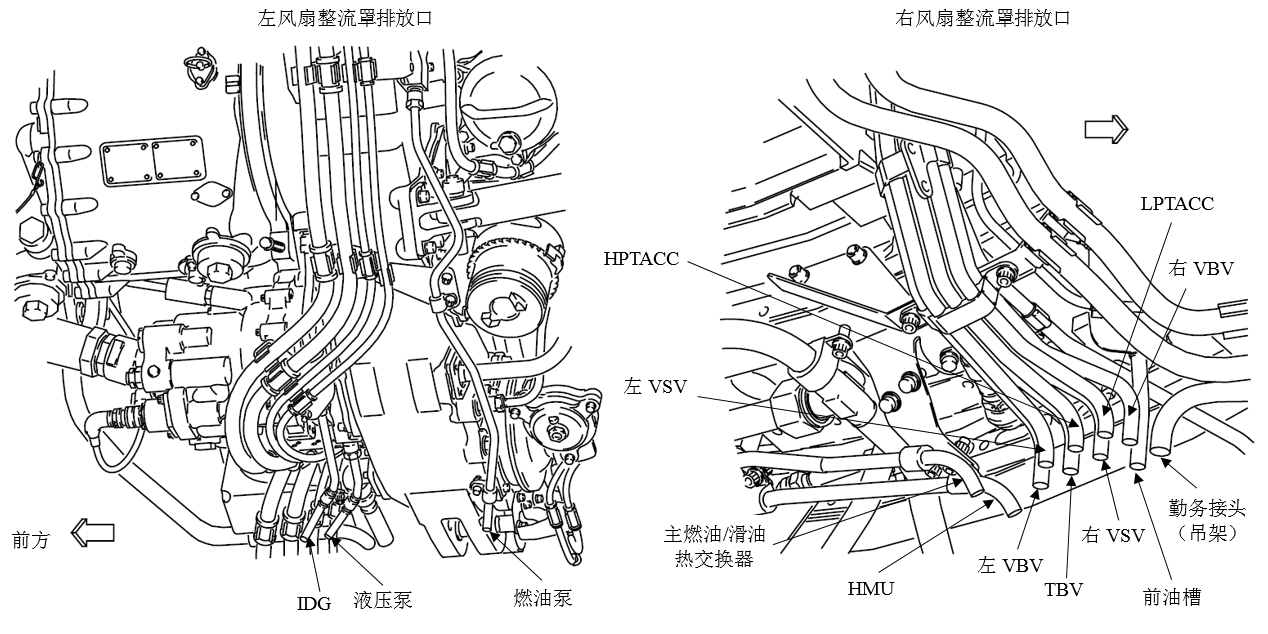 左风扇整流罩排放口
右风扇整流罩排放口
LPTACC
HPTACC
右 VBV
左 VSV
主燃油/滑油
热交换器
HMU
左 VBV
TBV
右 VSV
前油槽
勤务接头
（吊架）
前方
IDG
液压泵
燃油泵